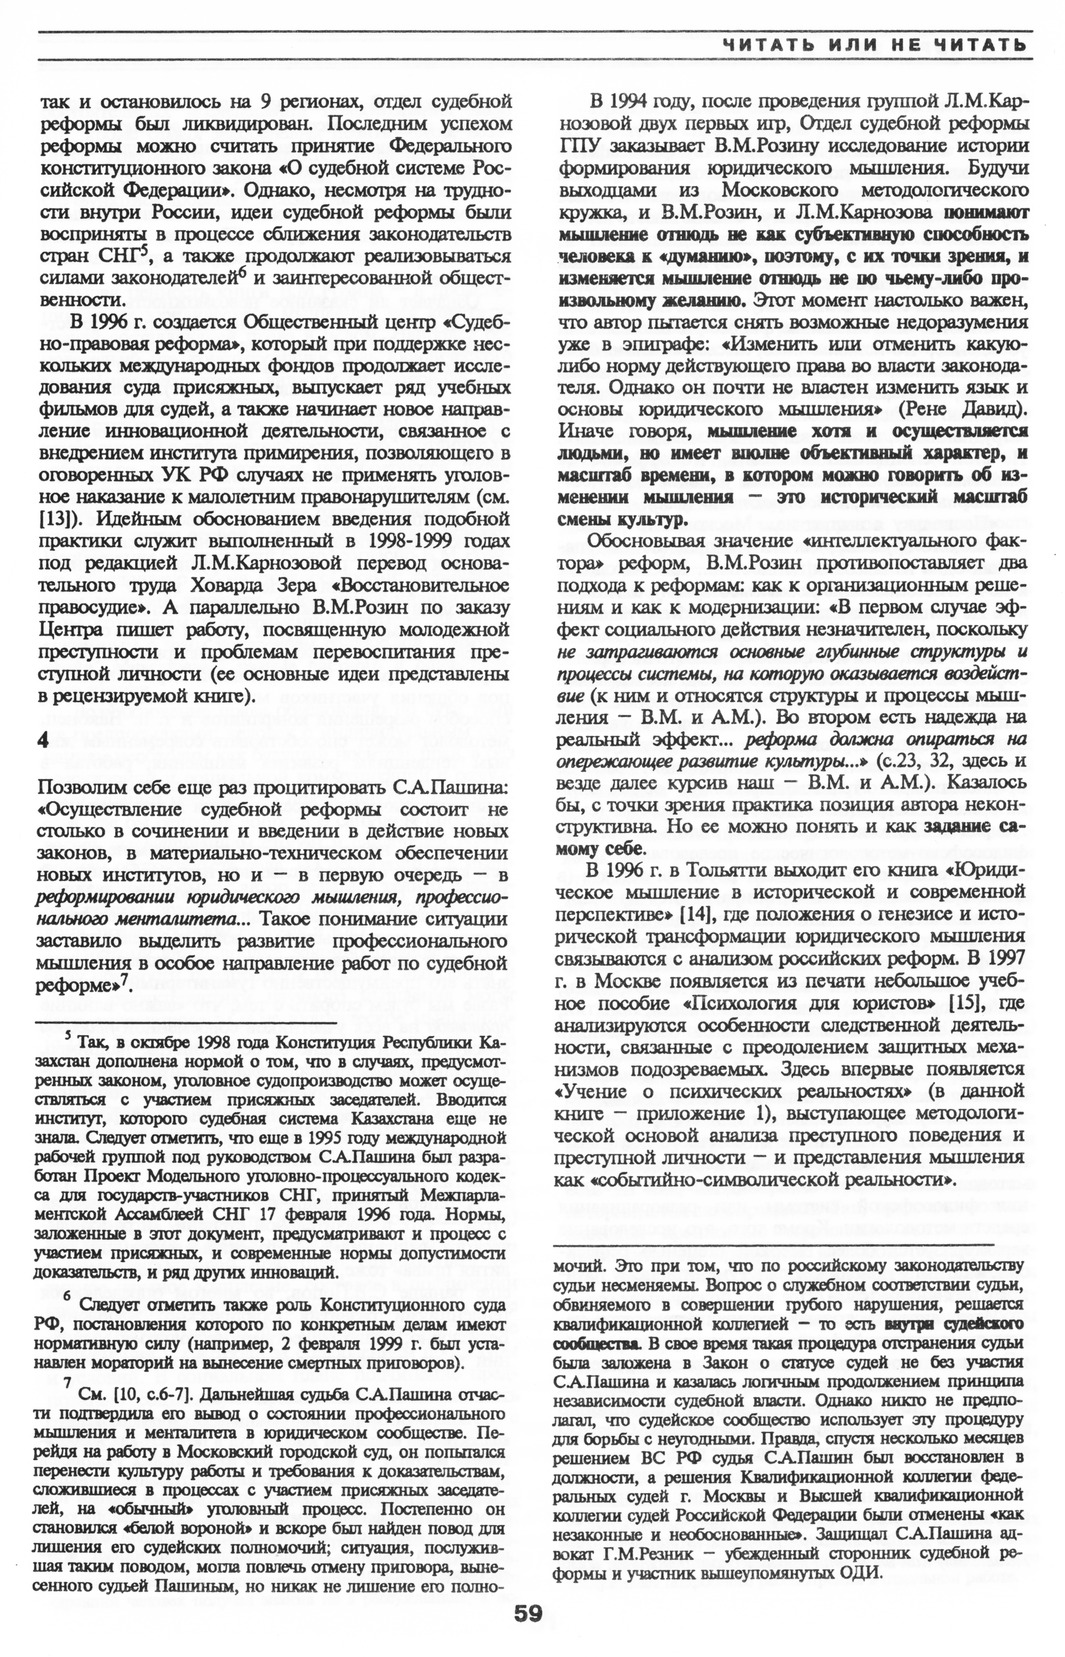 ЧИТАТЬ ИЛИ НЕ ЧИТАТЬ
так и остановилось на 9 регионах, отдел судебной
реформы был ликвидирован. Последним успехом
реформы можно считать принятие Федерального
конституционного закона «О судебной системе Рос-
сийской Федерации». Однако, несмотря на трудно-
сти внутри России, идеи судебной реформы были
восприняты в процессе сближения законодательств
стран СНГ⁵, а также продолжают реализовываться
силами законодателей⁶ и заинтересованной общест-
венности.
В 1996 г. создается Общественный центр «Судеб-
но-правовая реформа», который при поддержке нес-
кольких международных фондов продолжает иссле-
дования суда присяжных, выпускает ряд учебных
фильмов для судей, а также начинает новое направ-
ление инновационной деятельности, связанное с
внедрением института примирения, позволяющего в
оговоренных УК РФ случаях не применять уголов-
ное наказание к малолетним правонарушителям (см.
[13]). Идейным обоснованием введения подобной
практики служит выполненный в 1998-1999 годах
под редакцией Л.М.Карнозовой перевод основа-
тельного труда Ховарда Зера «Восстановительное
правосудие». А параллельно В.М.Розин по заказу
Центра пишет работу, посвященную молодежной
преступности и проблемам перевоспитания пре-
ступной личности (ее основные идеи представлены
в рецензируемой книге).
4
Позволим себе еще раз процитировать С.А.Пашина:
«Осуществление судебной реформы состоит не
столько в сочинении и введении в действие новых
законов, в материально-техническом обеспечении
новых институтов, но и — в первую очередь — в
реформировании юридического мышления, профессио-
нального менталитета... Такое понимание ситуации
заставило выделить развитие профессионального
мышления в особое направление работ по судебной
реформе»⁷.
⁵ Так, в октябре 1998 года Конституция Республики Ка-
захстан дополнена нормой о том, что в случаях, предусмот-
ренных законом, уголовное судопроизводство может осуще-
ствляться с участием присяжных заседателей. Вводится
институт, которого судебная система Казахстана еще не
знала. Следует отметить, что еще в 1995 году международной
рабочей группой под руководством С.А.Пашина был разра-
ботан Проект Модельного уголовно-процессуального кодек-
са для государств-участников СНГ, принятый Межпарла-
ментской Ассамблеей СНГ 17 февраля 1996 года. Нормы,
заложенные в этот документ, предусматривают и процесс с
участием присяжных, и современные нормы допустимости
доказательств, и ряд других инноваций.
⁶ Следует отметить также роль Конституционного суда
РФ, постановления которого по конкретным делам имеют
нормативную силу (например, 2 февраля 1999 г. был уста-
навлен мораторий на вынесение смертных приговоров).
⁷ См. [10, с.6-7]. Дальнейшая судьба С.А.Пашина отчас-
ти подтвердила его вывод о состоянии профессионального
мышления и менталитета в юридическом сообществе. Пе-
рейдя на работу в Московский городской суд, он попытался
перенести культуру работы и требования к доказательствам,
сложившиеся в процессах с участием присяжных заседате-
лей, на «обычный» уголовный процесс. Постепенно он
становился «белой вороной» и вскоре был найден повод для
лишения его судейских полномочий; ситуация, послужив-
шая таким поводом, могла повлечь отмену приговора, выне-
сенного судьей Пашиным, но никак не лишение его полно-
В 1994 году, после проведения группой Л.М.Кар-
нозовой двух первых игр, Отдел судебной реформы
ГПУ заказывает В.М.Розину исследование истории
формирования юридического мышления. Будучи
выходцами из Московского методологического
кружка, и В.М.Розин, и Л.М.Карнозова понимают
мышление отнюдь не как субъективную способность
человека к «думанию», поэтому, с их точки зрения, и
изменяется мышление отнюдь не по чьему-либо про-
извольному желанию. Этот момент настолько важен,
что автор пытается снять возможные недоразумения
уже в эпиграфе: «Изменить или отменить какую-
либо норму действующего права во власти законода-
теля. Однако он почти не властен изменить язык и
основы юридического мышления» (Рене Давид).
Иначе говоря, мышление хотя и осуществляется
людьми, но имеет вполне объективный характер, и
масштаб времени, в котором можно говорить об из-
менении мышления — это исторический масштаб
смены культур.
Обосновывая значение «интеллектуального фак-
тора» реформ, В.М.Розин противопоставляет два
подхода к реформам: как к организационным реше-
ниям и как к модернизации: «В первом случае эф-
фект социального действия незначителен, поскольку
не затрагиваются основные глубинные структуры и
процессы системы, на которую оказывается воздейст-
вие (к ним и относятся структуры и процессы мыш-
ления — В.М. и А.М.). Во втором есть надежда на
реальный эффект... реформа должна опираться на
опережающее развитие культуры...» (с.23, 32, здесь и
везде далее курсив наш — В.М. и А.М.). Казалось
бы, с точки зрения практика позиция автора некон-
структивна. Но ее можно понять и как задание са-
мому себе.
В 1996 г. в Тольятти выходит его книга «Юриди-
ческое мышление в исторической и современной
перспективе» [14], где положения о генезисе и исто-
рической трансформации юридического мышления
связываются с анализом российских реформ. В 1997
г. в Москве появляется из печати небольшое учеб-
ное пособие «Психология для юристов» [15], где
анализируются особенности следственной деятель-
ности, связанные с преодолением защитных меха-
низмов подозреваемых. Здесь впервые появляется
«Учение о психических реальностях» (в данной
книге — приложение 1), выступающее методологи-
ческой основой анализа преступного поведения и
преступной личности — и представления мышления
как «событийно-символической реальности».
мочий. Это при том, что по российскому законодательству
судьи несменяемы. Вопрос о служебном соответствии судьи,
обвиняемого в совершении грубого нарушения, решается
квалификационной коллегией — то есть внутри судейского
сообщества. В свое время такая процедура отстранения судьи
была заложена в Закон о статусе судей не без участия
С.А.Пашина и казалась логичным продолжением принципа
независимости судебной власти. Однако никто не предпо-
лагал, что судейское сообщество использует эту процедуру
для борьбы с неугодными. Правда, спустя несколько месяцев
решением ВС РФ судья С.А.Пашин был восстановлен в
должности, а решения Квалификационной коллегии феде-
ральных судей г. Москвы и Высшей квалификационной
коллегии судей Российской Федерации были отменены «как
незаконные и необоснованные». Защищал С.А.Пашина ад-
вокат Г.М.Резник — убежденный сторонник судебной ре-
формы и участник вышеупомянутых ОДИ.
59